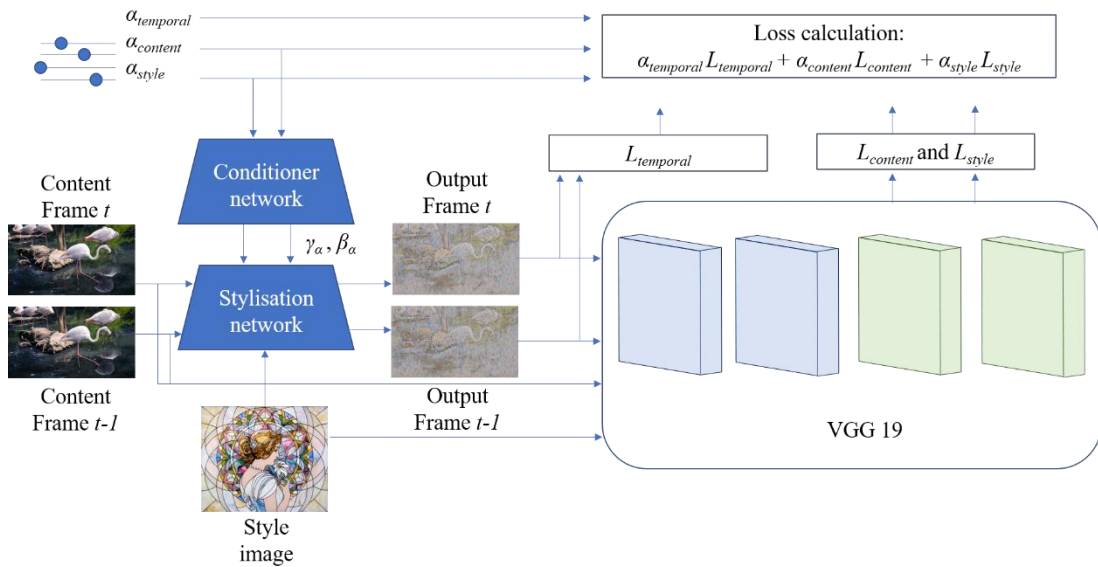 α_temporal
α_content
α_style
Loss calculation:
α_temporal L_temporal + α_content L_content + α_style L_style
L_temporal
L_content and L_style
Conditioner
network
γ_α , β_α
Content
Frame t
Output
Frame t
Stylisation
network
Content
Frame t-1
Output
Frame t-1
VGG 19
Style
image